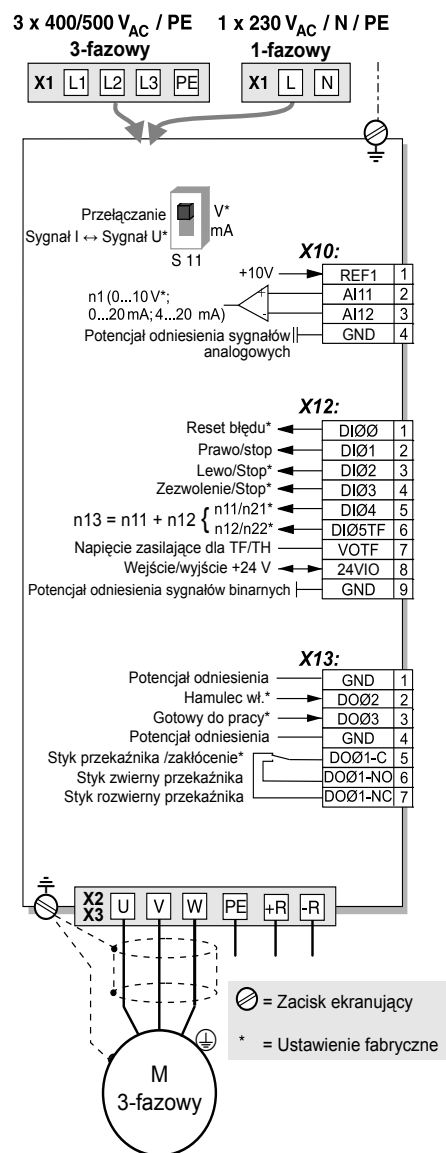 3 x 400/500 VAC / PE
3-fazowy
1 x 230 VAC / N / PE
1-fazowy
X1 L1 L2 L3 PE
X1 L N
Przełączanie
Sygnał I ↔ Sygnał U*
V*
mA
S 11
X10:
+10V REF1 1
n1 (0...10 V*;
0...20 mA; 4...20 mA)
+ AI11 2
- AI12 3
Potencjał odniesienia sygnałów
analogowych
GND 4
X12:
Reset błędu* DIØØ 1
Prawo/stop DIØ1 2
Lewo/Stop* DIØ2 3
Zezwolenie/Stop* DIØ3 4
n13 = n11 + n12 {
n11/n21* DIØ4 5
n12/n22* DIØ5TF 6
Napięcie zasilające dla TF/TH VOTF 7
Wejście/wyjście +24 V 24VIO 8
Potencjał odniesienia sygnałów binarnych GND 9
X13:
Potencjał odniesienia GND 1
Hamulec wł.* DOØ2 2
Gotowy do pracy* DOØ3 3
Potencjał odniesienia GND 4
Styk przekaźnika /zakłócenie* DOØ1-C 5
Styk zwierny przekaźnika DOØ1-NO 6
Styk rozwierny przekaźnika DOØ1-NC 7
X2
X3
U V W PE +R -R
= Zacisk ekranujący
* = Ustawienie fabryczne
M
3-fazowy